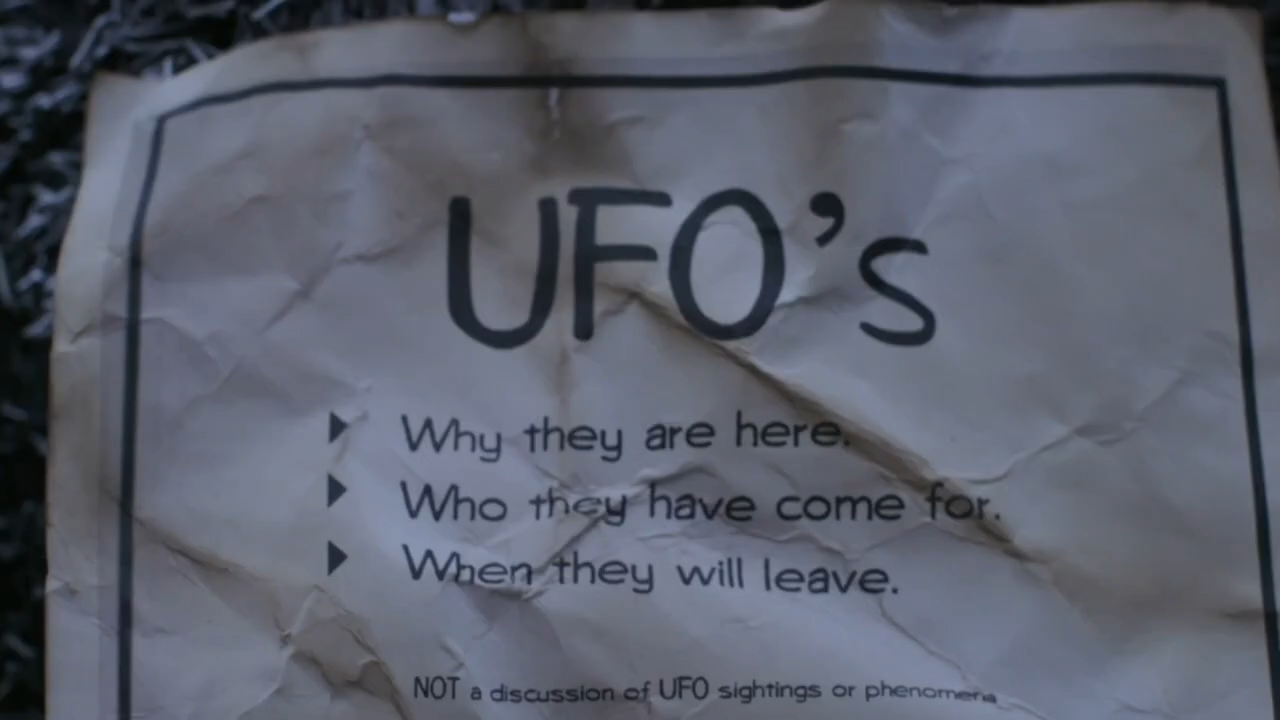 UFO's
Why they are here.
Who they have come for.
When they will leave.
NOT a discussion of UFO sightings or phenomena